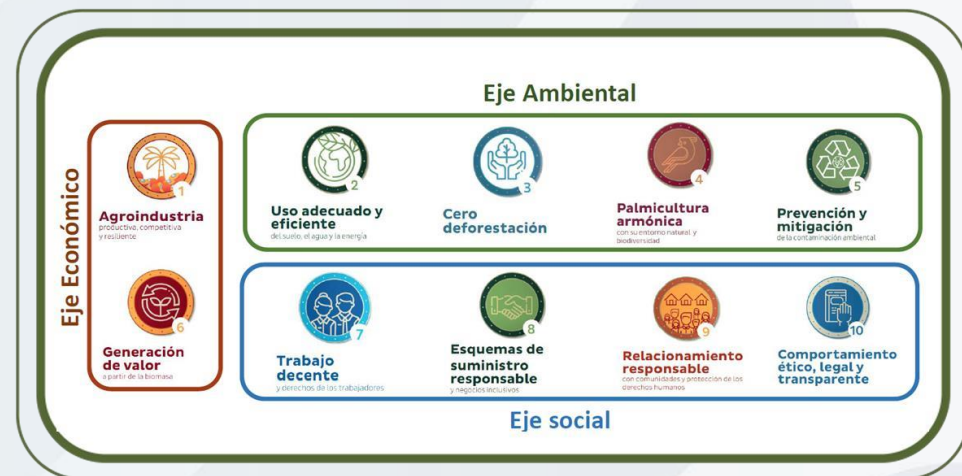 Eje Ambiental
Eje Económico
1
Agroindustria
productiva, competitiva
y resiliente
6
Generación
de valor
a partir de la biomasa
2
Uso adecuado y
eficiente
del suelo, el agua y la energía
3
Cero
deforestación
4
Palmicultura
armónica
con su entorno natural y
biodiversidad
5
Prevención y
mitigación
de la contaminación ambiental
7
Trabajo
decente
y derechos de los trabajadores
8
Esquemas de
suministro
responsable
y negocios inclusivos
9
Relacionamiento
responsable
con comunidades y protección de los
derechos humanos
10
Comportamiento
ético, legal y
transparente
Eje social